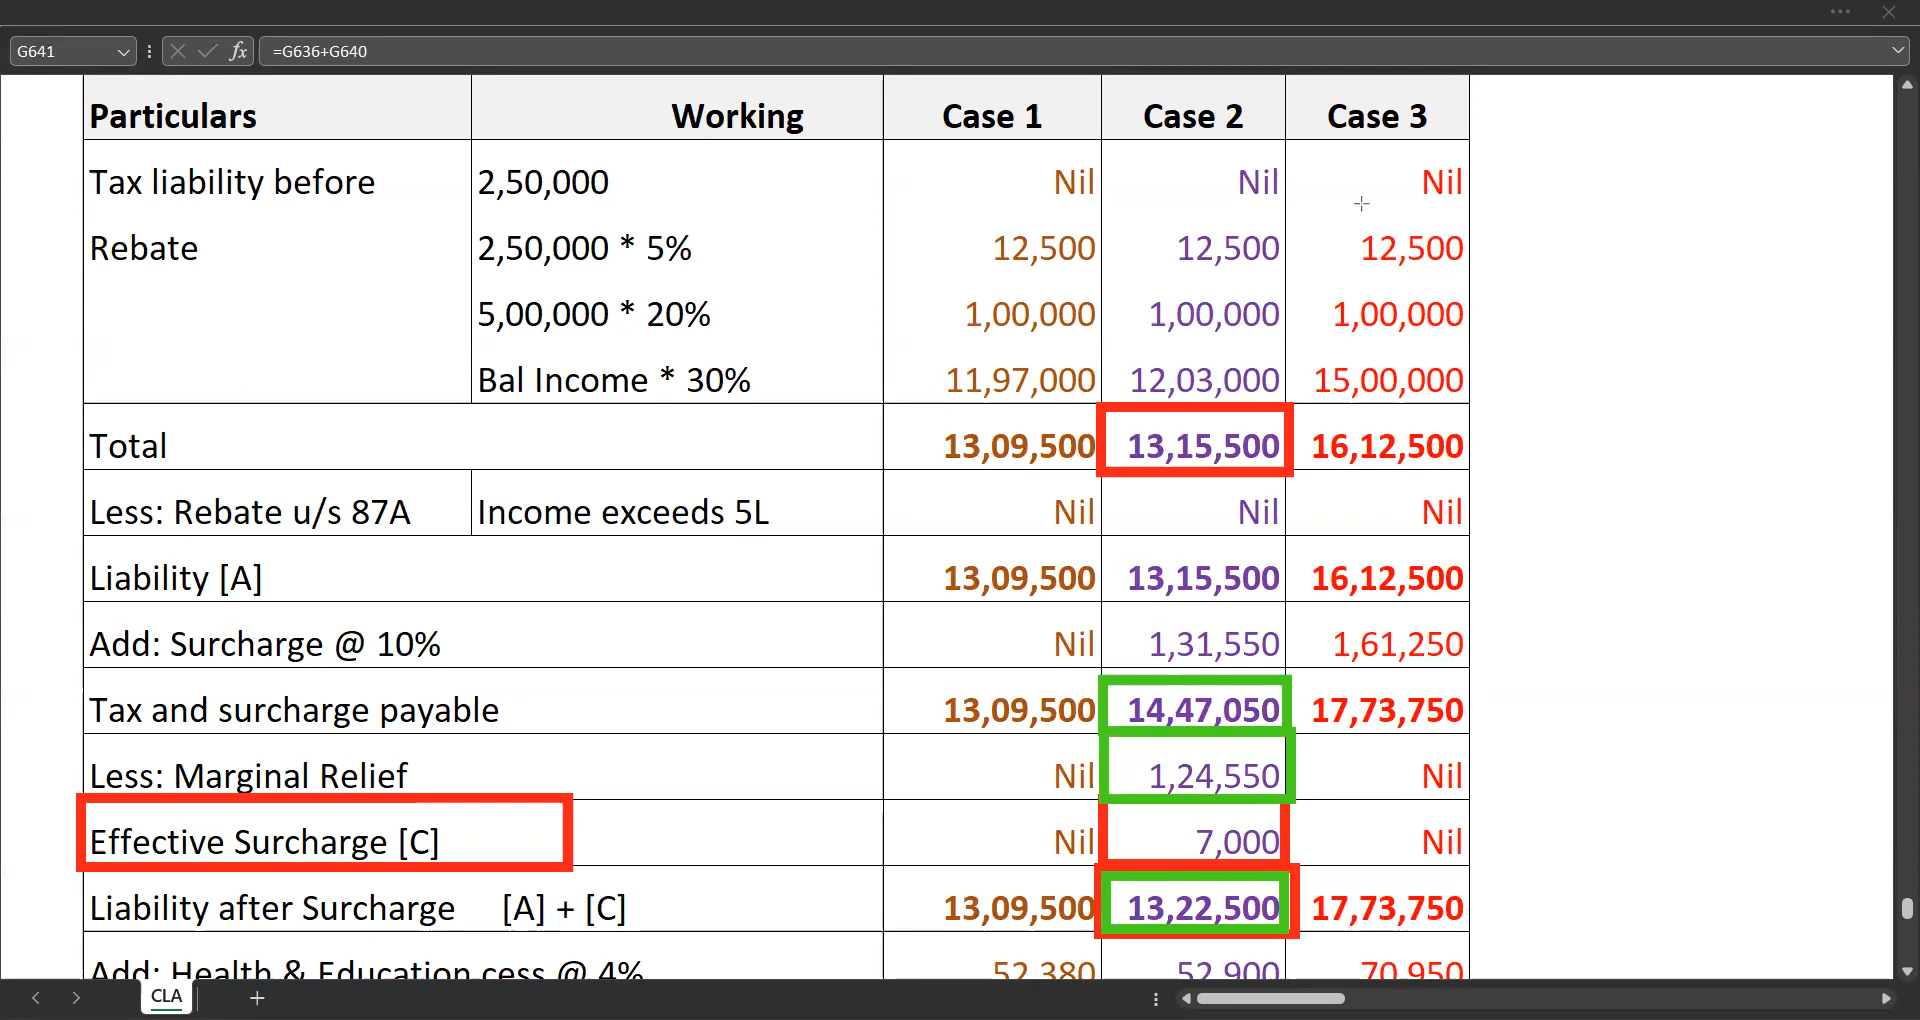 G641 fx =G636+G640
Particulars Working Case 1 Case 2 Case 3
Tax liability before 2,50,000 Nil Nil Nil
Rebate 2,50,000 * 5% 12,500 12,500 12,500
5,00,000 * 20% 1,00,000 1,00,000 1,00,000
Bal Income * 30% 11,97,000 12,03,000 15,00,000
Total 13,09,500 13,15,500 16,12,500
Less: Rebate u/s 87A Income exceeds 5L Nil Nil Nil
Liability [A] 13,09,500 13,15,500 16,12,500
Add: Surcharge @ 10% Nil 1,31,550 1,61,250
Tax and surcharge payable 13,09,500 14,47,050 17,73,750
Less: Marginal Relief Nil 1,24,550 Nil
Effective Surcharge [C] Nil 7,000 Nil
Liability after Surcharge [A] + [C] 13,09,500 13,22,500 17,73,750
Add: Health & Education cess @ 4% 52,380 52,900 70,950
CLA